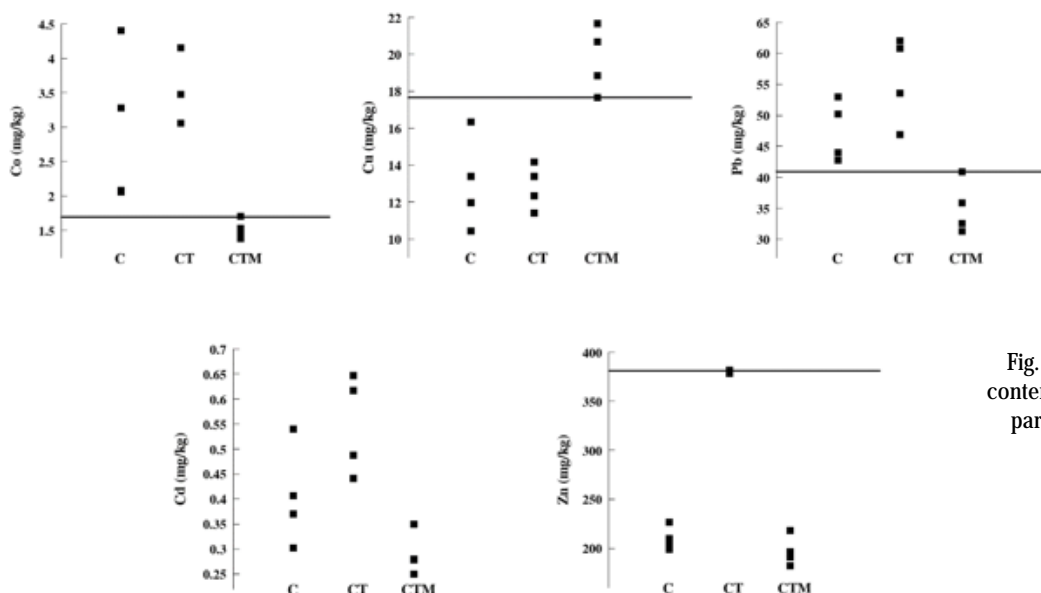 Co (mg/kg)
4.5
4
3.5
3
2.5
2
1.5
C CT CTM
Cu (mg/kg)
22
20
18
16
14
12
10
C CT CTM
Pb (mg/kg)
65
60
55
50
45
40
35
30
C CT CTM
Cd (mg/kg)
0.7
0.65
0.6
0.55
0.5
0.45
0.4
0.35
0.3
0.25
C CT CTM
Zn (mg/kg)
400
350
300
250
200
C CT CTM
Fig.
conter
par